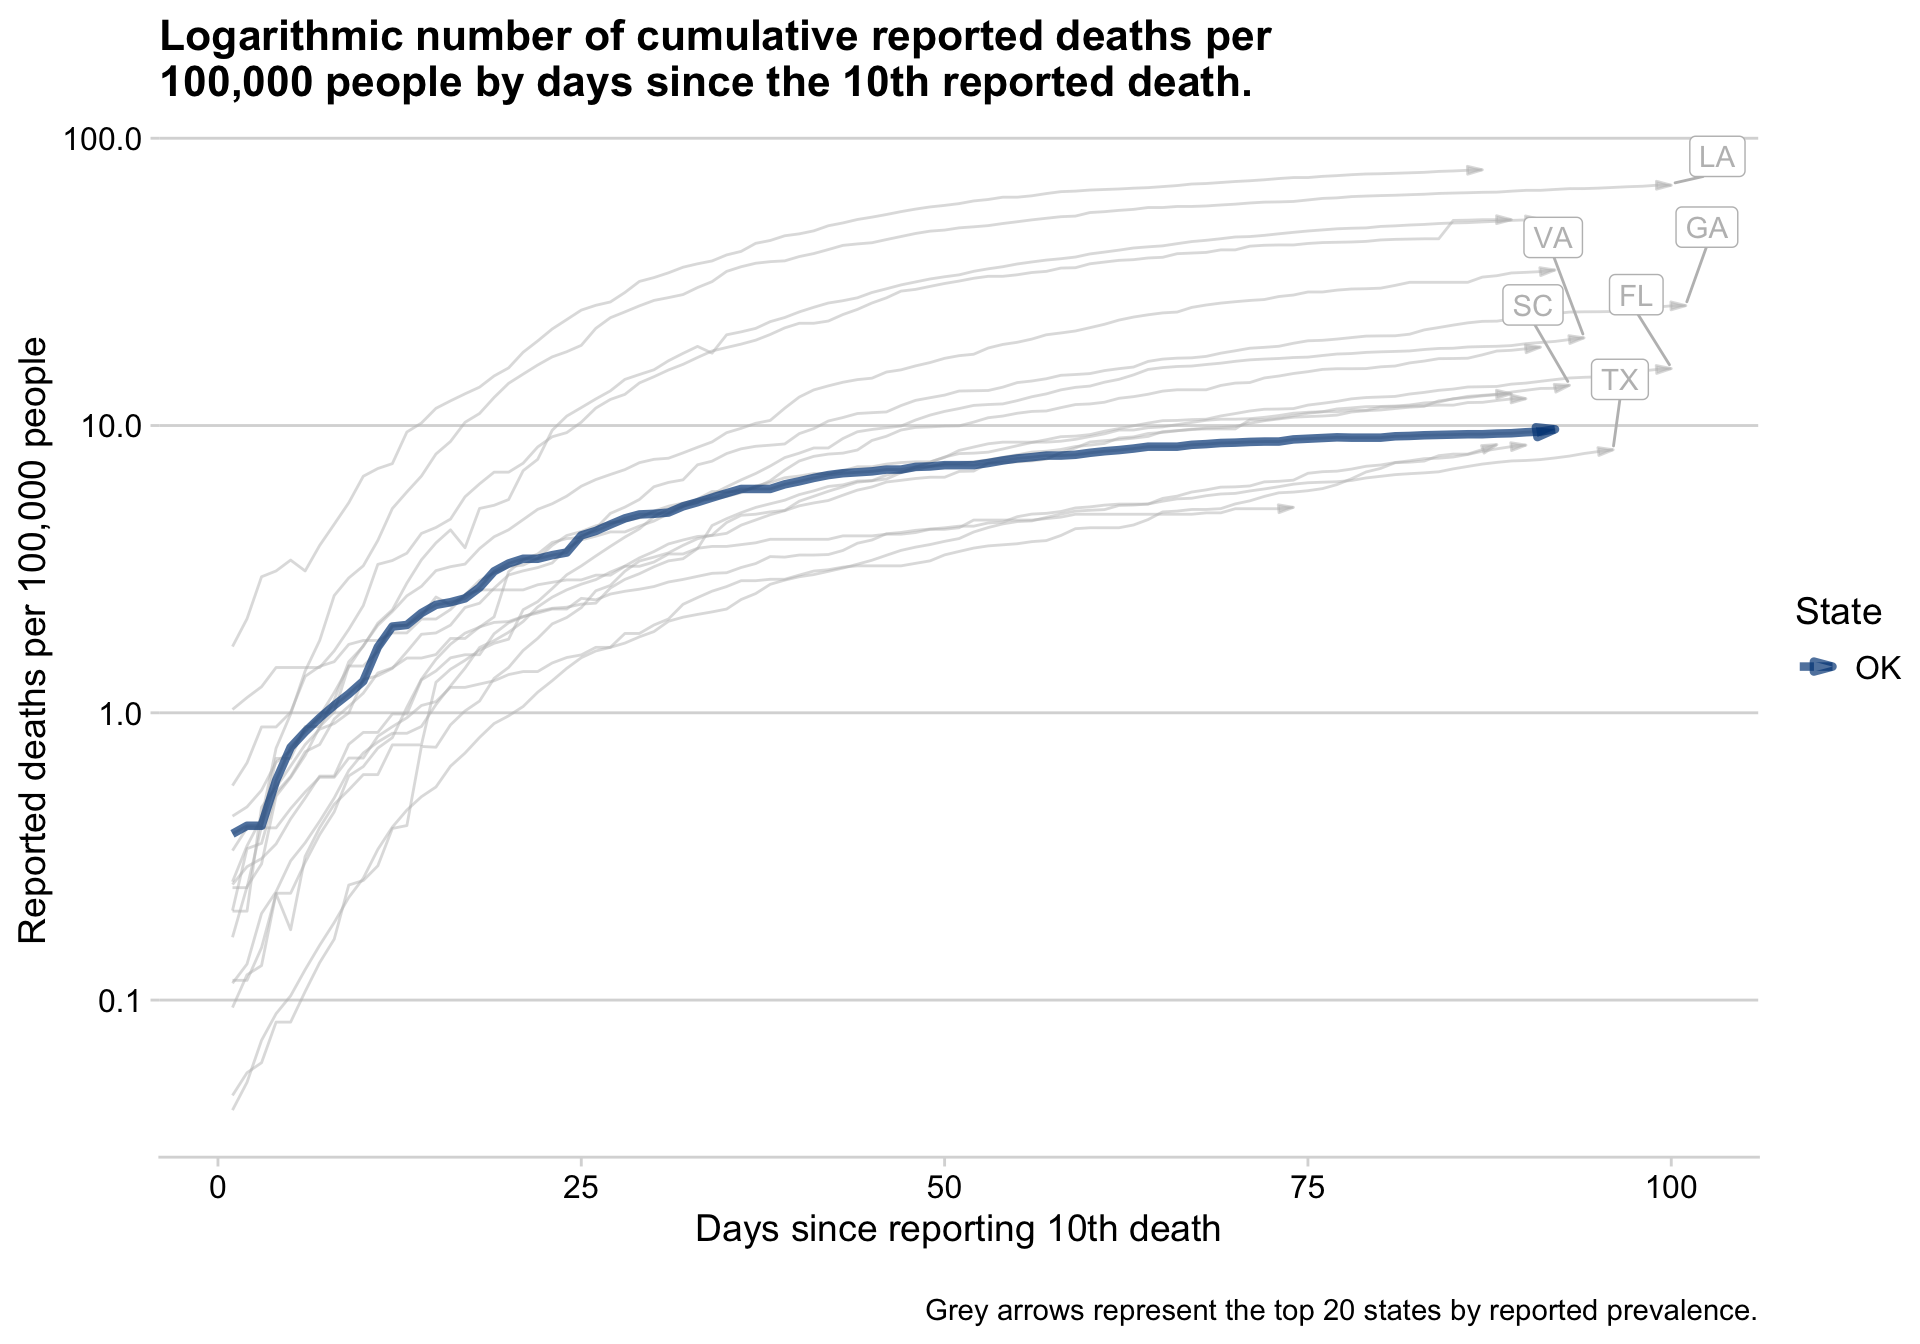 Logarithmic number of cumulative reported deaths per
100,000 people by days since the 10th reported death.
Reported deaths per 100,000 people
100.0
10.0
1.0
0.1
LA
GA
VA
FL
SC
TX
State
OK
0 25 50 75 100
Days since reporting 10th death
Grey arrows represent the top 20 states by reported prevalence.